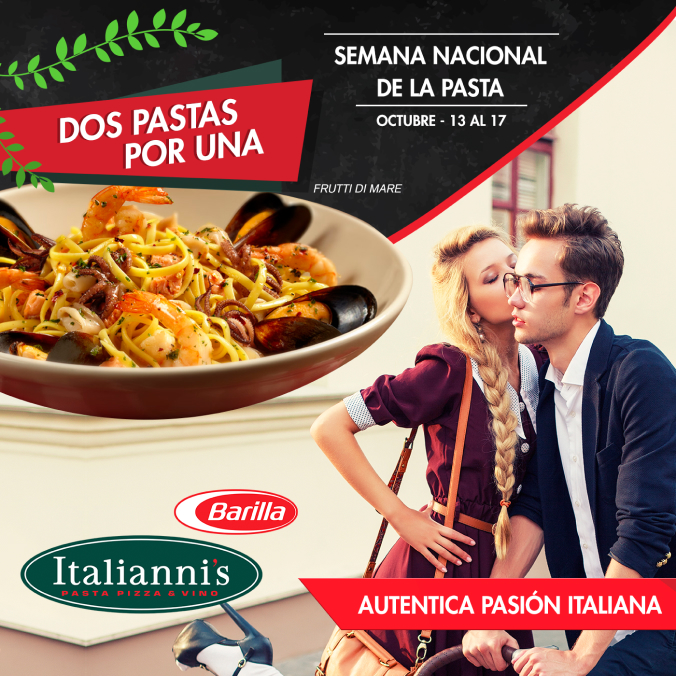 SEMANA NACIONAL
DE LA PASTA
OCTUBRE - 13 AL 17
DOS PASTAS
POR UNA
FRUTTI DI MARE
Barilla
Italianni's
PASTA PIZZA & VINO
AUTENTICA PASIÓN ITALIANA